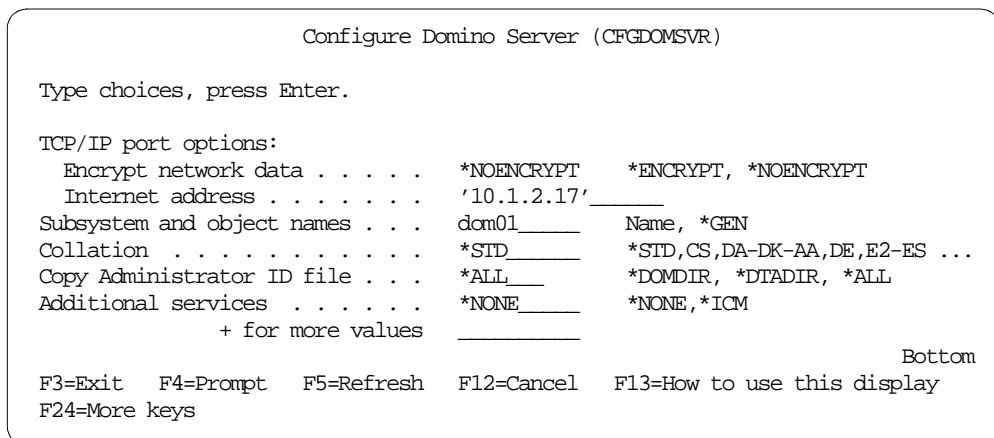 Configure Domino Server (CFGDOMSVR)
Type choices, press Enter.
TCP/IP port options:
Encrypt network data . . . . . *NOENCRYPT *ENCRYPT, *NOENCRYPT
Internet address . . . . . . . '10.1.2.17'______
Subsystem and object names . . . dom01_____ Name, *GEN
Collation . . . . . . . . . . . *STD______ *STD,CS,DA-DK-AA,DE,E2-ES ...
Copy Administrator ID file . . . *ALL___ *DOMDIR, *DTADIR, *ALL
Additional services . . . . . . *NONE_____ *NONE,*ICM
+ for more values __________
Bottom
F3=Exit F4=Prompt F5=Refresh F12=Cancel F13=How to use this display
F24=More keys